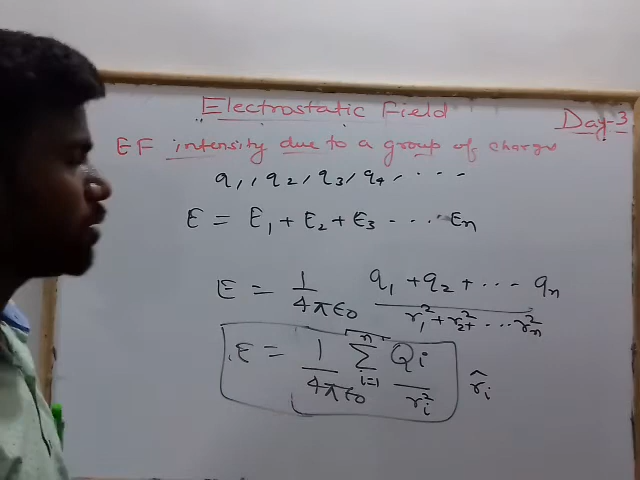 Electrostatic Field
Day-3
EF intensity due to a group of charge
q1, q2, q3, q4, .....
E = E1 + E2 + E3 ..... En
E = 1/4πϵ0 q1 + q2 + ... qn / r1² + r2² + ... rn²
E = 1/4πϵ0 n Σ i=1 Qi / ri² r̂i